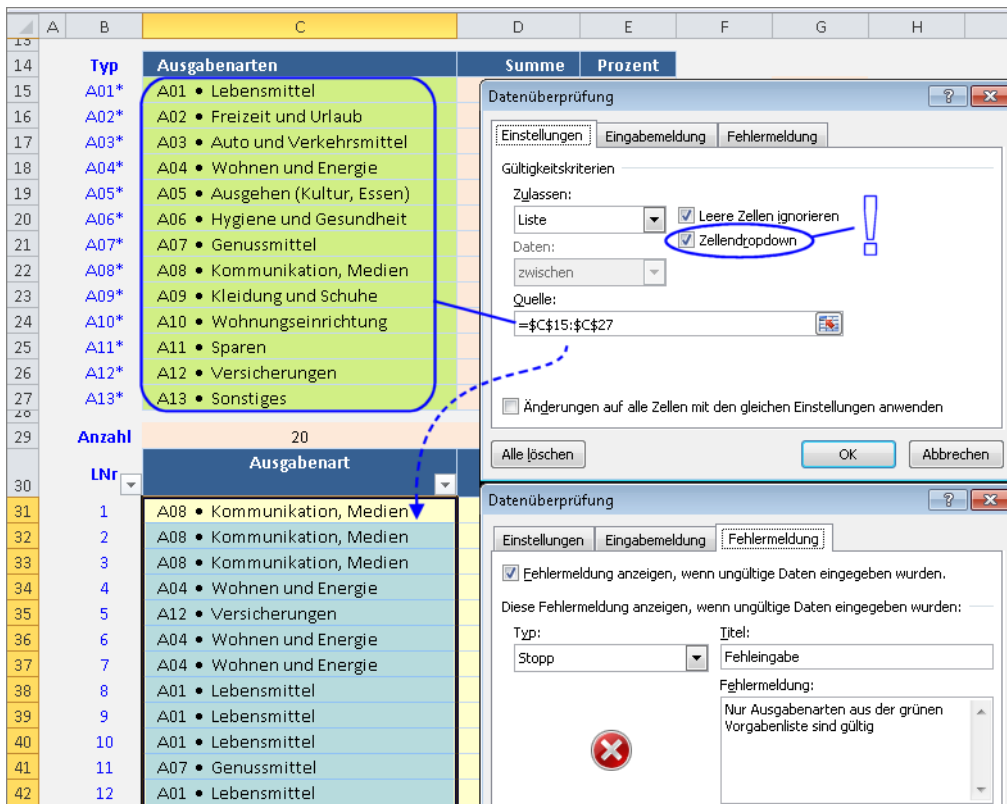 A B C D E F G H
13
14 Typ Ausgabenarten Summe Prozent
15 A01* A01 • Lebensmittel
16 A02* A02 • Freizeit und Urlaub
17 A03* A03 • Auto und Verkehrsmittel
18 A04* A04 • Wohnen und Energie
19 A05* A05 • Ausgehen (Kultur, Essen)
20 A06* A06 • Hygiene und Gesundheit
21 A07* A07 • Genussmittel
22 A08* A08 • Kommunikation, Medien
23 A09* A09 • Kleidung und Schuhe
24 A10* A10 • Wohnungseinrichtung
25 A11* A11 • Sparen
26 A12* A12 • Versicherungen
27 A13* A13 • Sonstiges
28
29 Anzahl 20
30 LNr Ausgabenart
31 1 A08 • Kommunikation, Medien
32 2 A08 • Kommunikation, Medien
33 3 A08 • Kommunikation, Medien
34 4 A04 • Wohnen und Energie
35 5 A12 • Versicherungen
36 6 A04 • Wohnen und Energie
37 7 A04 • Wohnen und Energie
38 8 A01 • Lebensmittel
39 9 A01 • Lebensmittel
40 10 A01 • Lebensmittel
41 11 A07 • Genussmittel
42 12 A01 • Lebensmittel
Datenüberprüfung ?
Einstellungen Eingabemeldung Fehlermeldung
Gültigkeitskriterien
Zulassen:
Liste Leere Zellen ignorieren
Daten: Zellendropdown !
zwischen
Quelle:
=$C$15:$C$27
Änderungen auf alle Zellen mit den gleichen Einstellungen anwenden
Alle löschen OK Abbrechen
Datenüberprüfung ?
Einstellungen Eingabemeldung Fehlermeldung
Fehlermeldung anzeigen, wenn ungültige Daten eingegeben wurden.
Diese Fehlermeldung anzeigen, wenn ungültige Daten eingegeben wurden:
Typ: Titel:
Stopp Fehleingabe
Fehlermeldung:
Nur Ausgabenarten aus der grünen
Vorgabenliste sind gültig